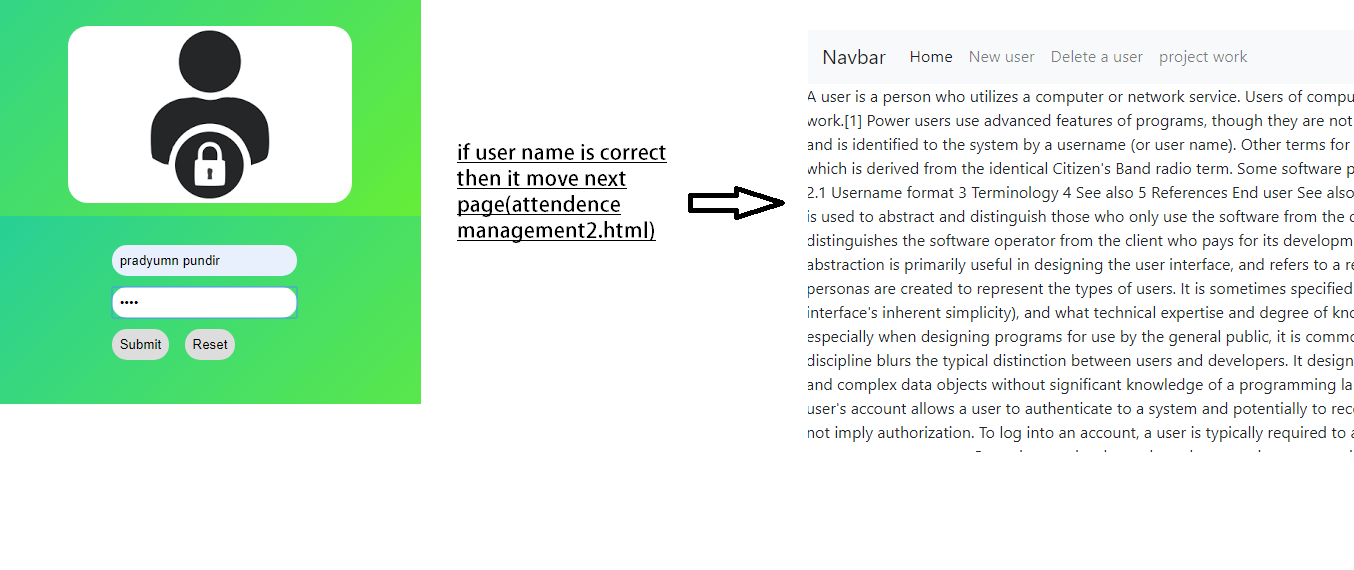 pradyumn pundir
••••
Submit Reset
if user name is correct
then it move next
page(attendence
management2.html)
Navbar Home New user Delete a user project work
A user is a person who utilizes a computer or network service. Users of compu
work.[1] Power users use advanced features of programs, though they are not
and is identified to the system by a username (or user name). Other terms for
which is derived from the identical Citizen's Band radio term. Some software p
2.1 Username format 3 Terminology 4 See also 5 References End user See also
is used to abstract and distinguish those who only use the software from the
distinguishes the software operator from the client who pays for its developm
abstraction is primarily useful in designing the user interface, and refers to a re
personas are created to represent the types of users. It is sometimes specified
interface's inherent simplicity), and what technical expertise and degree of kno
especially when designing programs for use by the general public, it is commo
discipline blurs the typical distinction between users and developers. It design
and complex data objects without significant knowledge of a programming la
user's account allows a user to authenticate to a system and potentially to rece
not imply authorization. To log into an account, a user is typically required to a